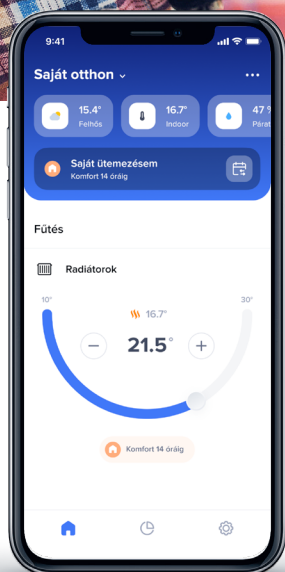 9:41
Saját otthon
15.4°
Felhős
16.7°
Indoor
47 %
Párat
Saját ütemezésem
Komfort 14 óráig
Fűtés
Radiátorok
10°
30°
16.7°
21.5°
Komfort 14 óráig